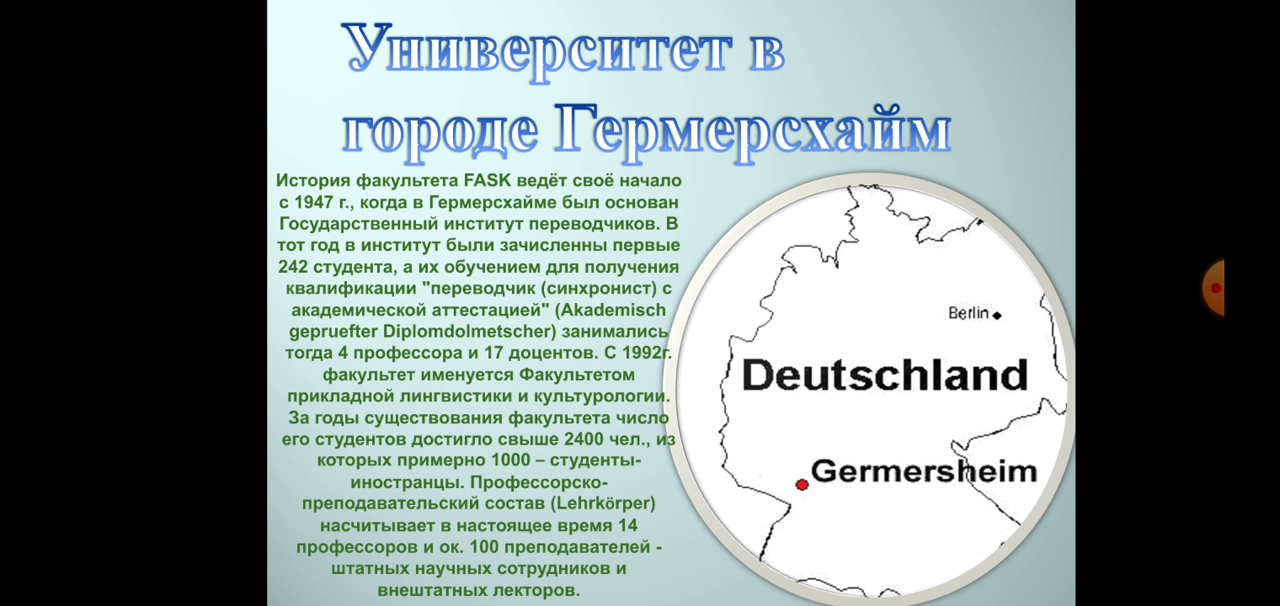 Университет в
городе Гермерсхайм
История факультета FASK ведёт своё начало
с 1947 г., когда в Гермерсхайме был основан
Государственный институт переводчиков. В
тот год в институт были зачисленны первые
242 студента, а их обучением для получения
квалификации "переводчик (синхронист) с
академической аттестацией" (Akademisch
gepruefter Diplomdolmetscher) занимались
тогда 4 профессора и 17 доцентов. С 1992г.
факультет именуется Факультетом
прикладной лингвистики и культурологии.
За годы существования факультета число
его студентов достигло свыше 2400 чел., из
которых примерно 1000 – студенты-
иностранцы. Профессорско-
преподавательский состав (Lehrkörper)
насчитывает в настоящее время 14
профессоров и ок. 100 преподавателей -
штатных научных сотрудников и
внештатных лекторов.
Berlin
Deutschland
Germersheim